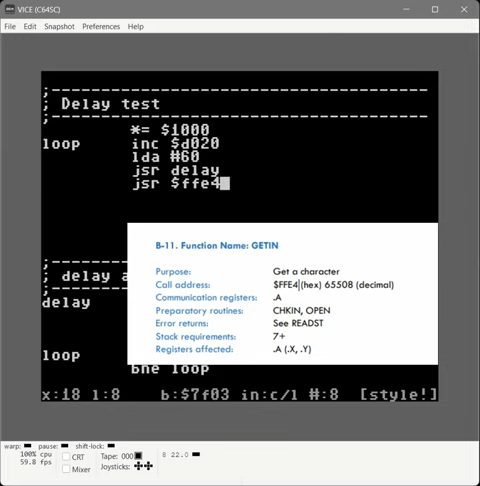 VICE (C64SC)
File Edit Snapshot Preferences Help
;---------------------------------------
; Delay test
;---------------------------------------
*= $1000
loop inc $d020
lda #60
jsr delay
jsr $ffe4
B-11. Function Name: GETIN
Purpose: Get a character
Call address: $FFE4 (hex) 65508 (decimal)
Communication registers: .A
Preparatory routines: CHKIN, OPEN
Error returns: See READST
Stack requirements: 7+
Registers affected: .A (.X, .Y)
;-------
; delay a
;-------
delay
loop bne loop
x:18 l:8 b:$7f03 in:c/l #:8 [style!]
warp: pause: shift-lock:
100% cpu
59.8 fps
CRT
Mixer
Tape: 000
Joysticks:
8 22.0